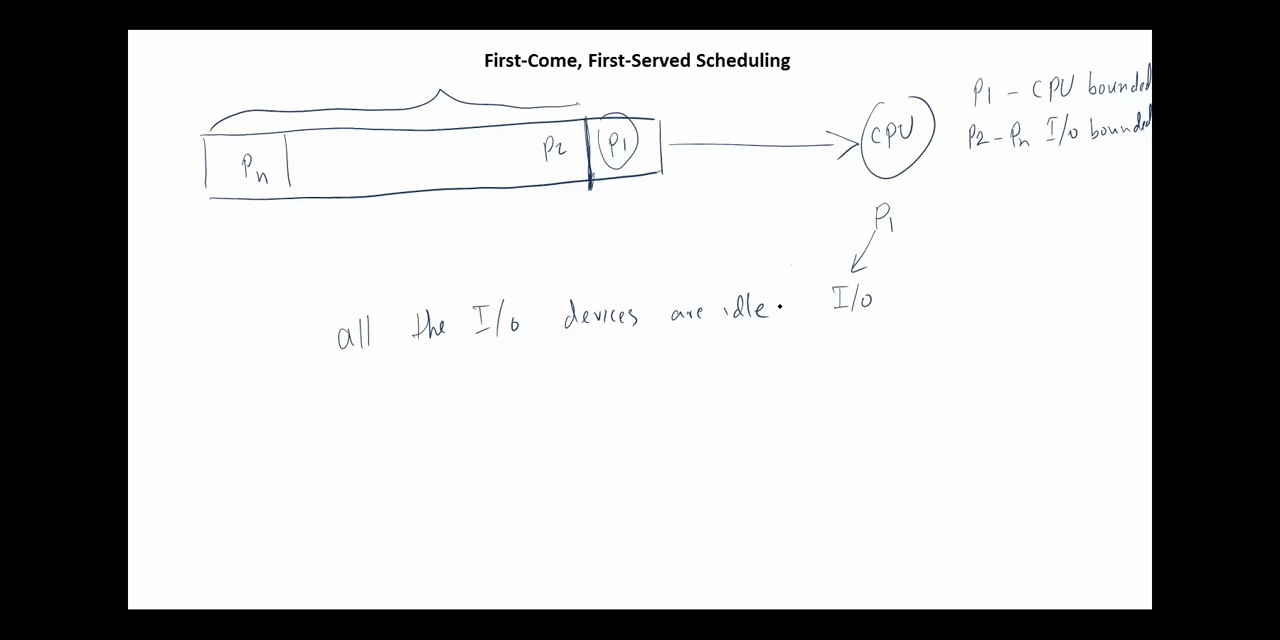 First-Come, First-Served Scheduling
P1 - CPU bounded
P2 - Pn I/o bounded
Pn P2 P1 CPU
P1
I/o
all the I/o devices are idle.